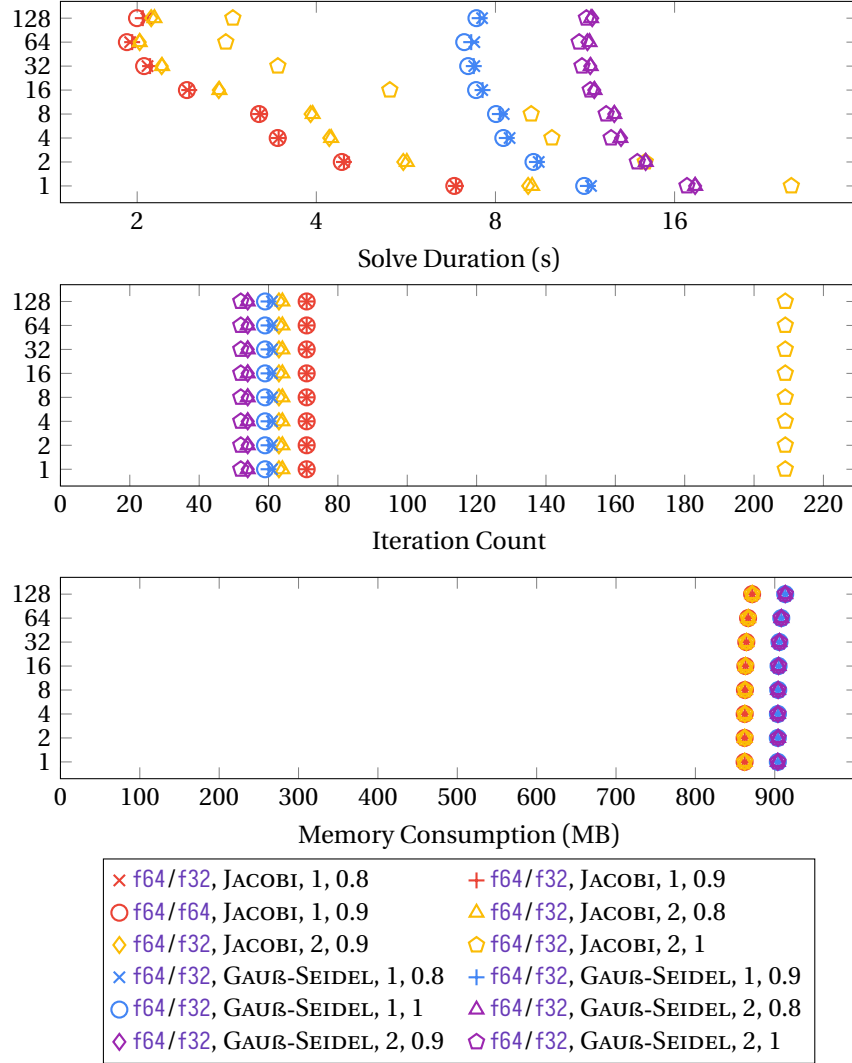 128
64
32
16
8
4
2
1
2 4 8 16
Solve Duration (s)
128
64
32
16
8
4
2
1
0 20 40 60 80 100 120 140 160 180 200 220
Iteration Count
128
64
32
16
8
4
2
1
0 100 200 300 400 500 600 700 800 900
Memory Consumption (MB)
f64/f32, JACOBI, 1, 0.8 f64/f32, JACOBI, 1, 0.9
f64/f64, JACOBI, 1, 0.9 f64/f32, JACOBI, 2, 0.8
f64/f32, JACOBI, 2, 0.9 f64/f32, JACOBI, 2, 1
f64/f32, GAUß-SEIDEL, 1, 0.8 f64/f32, GAUß-SEIDEL, 1, 0.9
f64/f32, GAUß-SEIDEL, 1, 1 f64/f32, GAUß-SEIDEL, 2, 0.8
f64/f32, GAUß-SEIDEL, 2, 0.9 f64/f32, GAUß-SEIDEL, 2, 1